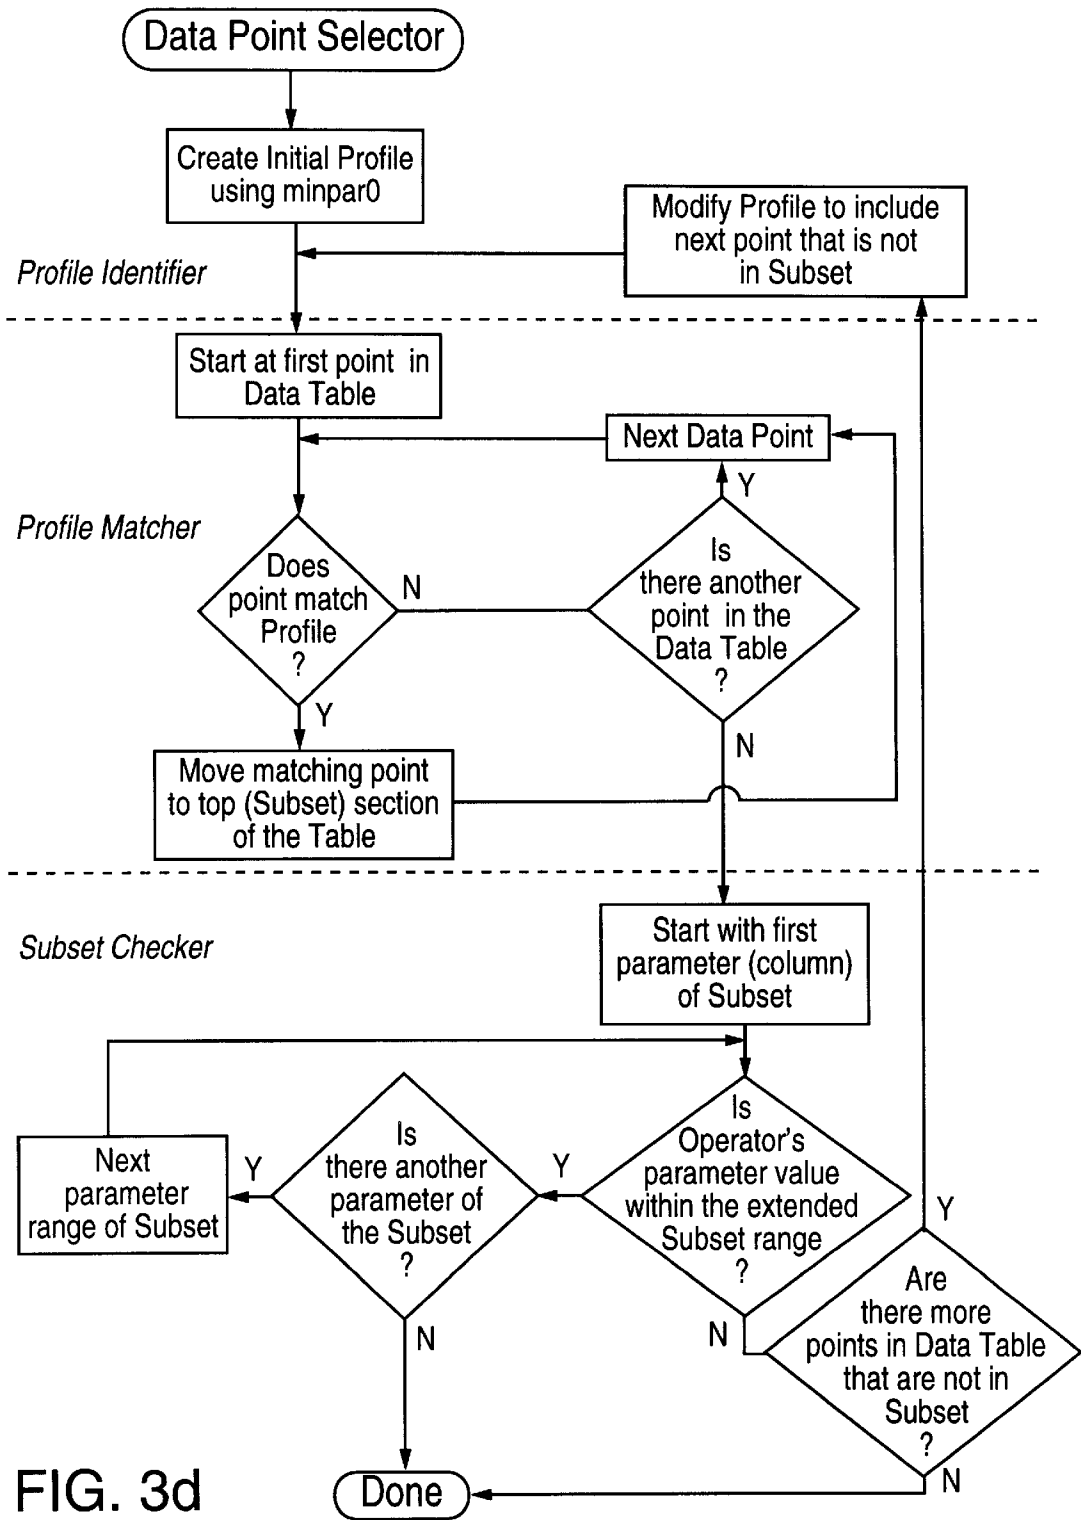 Data Point Selector
Create Initial Profile
using minpar0
Modify Profile to include
next point that is not
in Subset
Profile Identifier
Start at first point in
Data Table
Next Data Point
Y
Profile Matcher
Does
point match
Profile
?
N
Is
there another
point in the
Data Table
?
Y
N
Move matching point
to top (Subset) section
of the Table
Subset Checker
Start with first
parameter (column)
of Subset
Next
parameter
range of Subset
Y
Is
there another
parameter of
the Subset
?
Y
Is
Operator's
parameter value
within the extended
Subset range
?
Y
N
N
Are
there more
points in Data Table
that are not in
Subset
?
N
FIG. 3d
Done